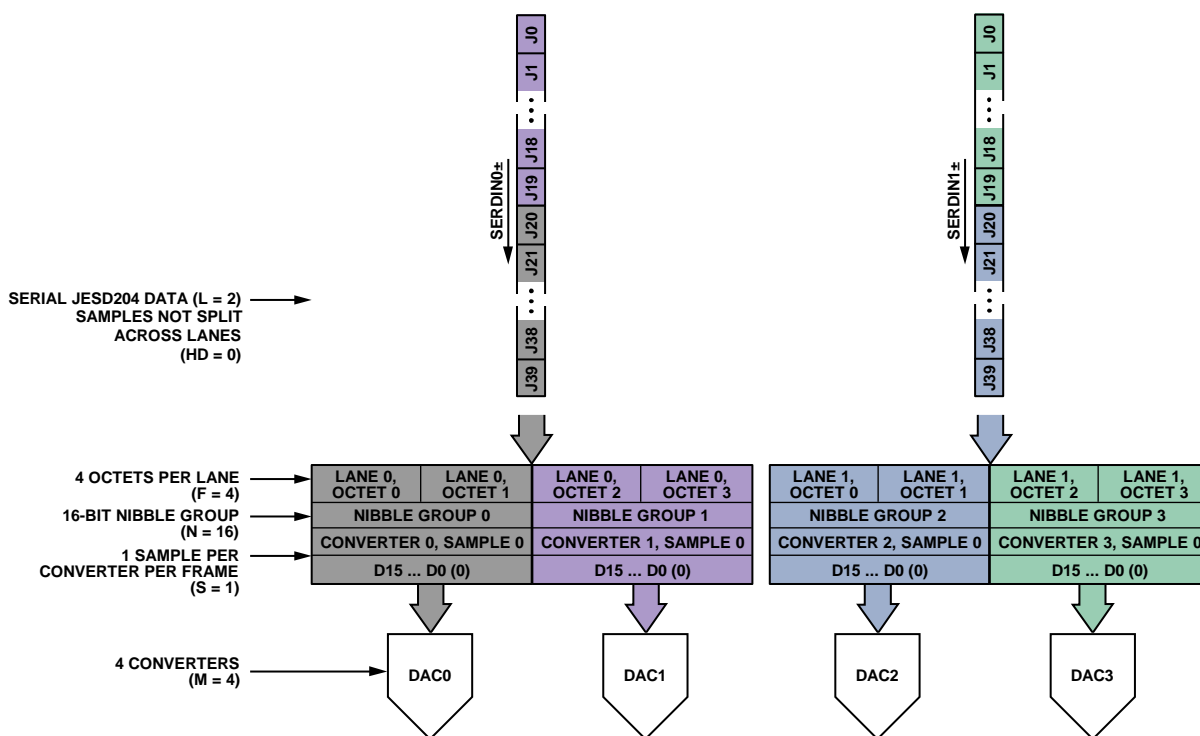 J0
J1
J18
J19
J20
J21
J38
J39
SERDIN0±
J0
J1
J18
J19
J20
J21
J38
J39
SERDIN1±
SERIAL JESD204 DATA (L = 2)
SAMPLES NOT SPLIT
ACROSS LANES
(HD = 0)
4 OCTETS PER LANE
(F = 4)
LANE 0,
OCTET 0
LANE 0,
OCTET 1
LANE 0,
OCTET 2
LANE 0,
OCTET 3
LANE 1,
OCTET 0
LANE 1,
OCTET 1
LANE 1,
OCTET 2
LANE 1,
OCTET 3
16-BIT NIBBLE GROUP
(N = 16)
NIBBLE GROUP 0
NIBBLE GROUP 1
NIBBLE GROUP 2
NIBBLE GROUP 3
1 SAMPLE PER
CONVERTER PER FRAME
(S = 1)
CONVERTER 0, SAMPLE 0
CONVERTER 1, SAMPLE 0
CONVERTER 2, SAMPLE 0
CONVERTER 3, SAMPLE 0
D15 ... D0 (0)
D15 ... D0 (0)
D15 ... D0 (0)
D15 ... D0 (0)
4 CONVERTERS
(M = 4)
DAC0
DAC1
DAC2
DAC3